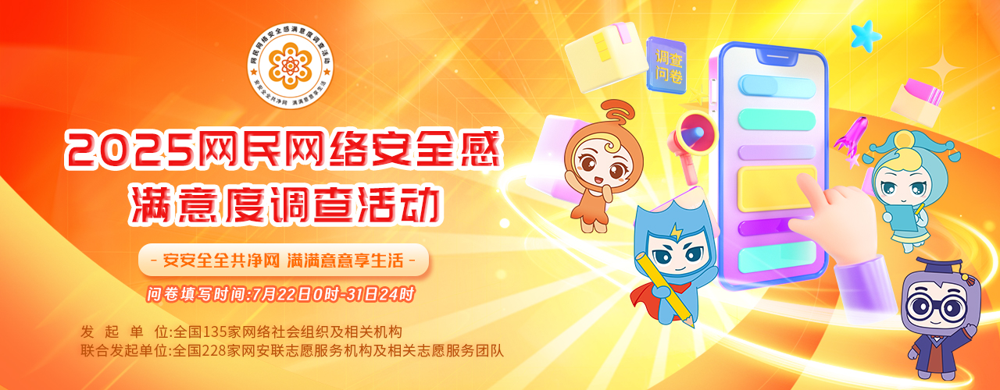 网民网络安全感满意度调查活动
安安全全共净网 满满意意享生活
2025网民网络安全感
满意度调查活动
- 安安全全共净网 满满意意享生活 -
问卷填写时间:7月22日0时-31日24时
发起单位:全国135家网络社会组织及相关机构
联合发起单位:全国228家网安联志愿服务机构及相关志愿服务团队
调查
问卷